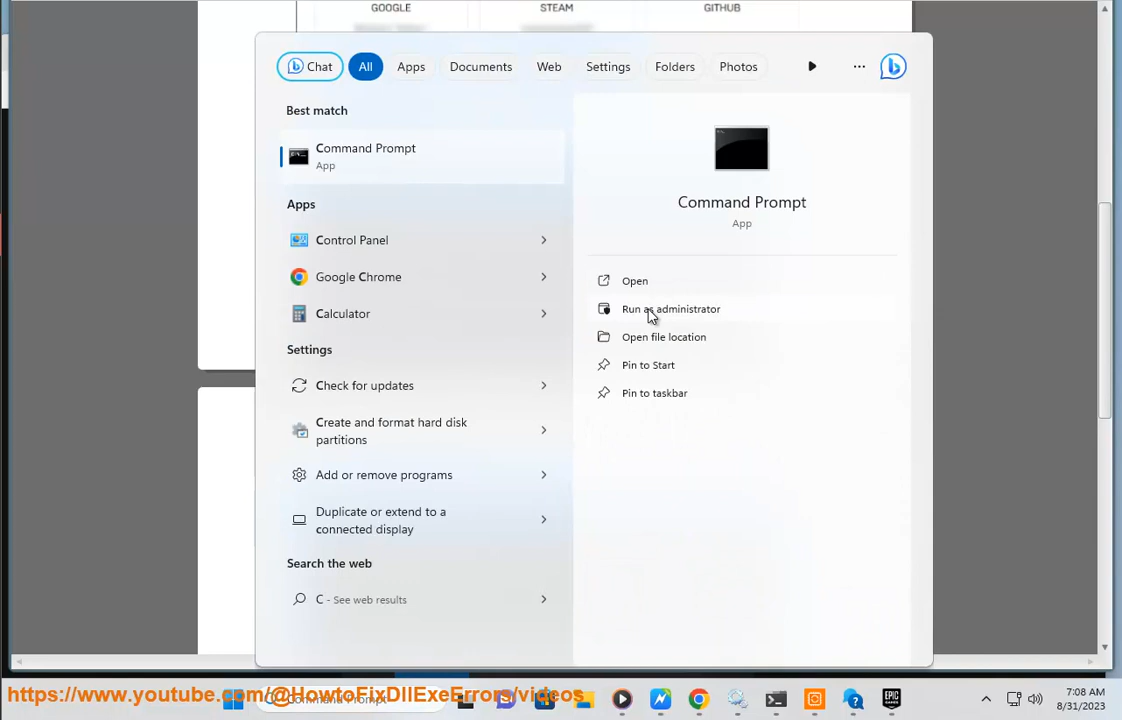 GOOGLE STEAM GITHUB
Chat All Apps Documents Web Settings Folders Photos
Best match
Command Prompt
App
Apps
Control Panel
Google Chrome
Calculator
Settings
Check for updates
Create and format hard disk
partitions
Add or remove programs
Duplicate or extend to a
connected display
Search the web
C - See web results
Command Prompt
App
Open
Run as administrator
Open file location
Pin to Start
Pin to taskbar
https://www.youtube.com/@HowtoFixDllExeErrors/videos
EPIC
GAMES
7:08 AM
8/31/2023